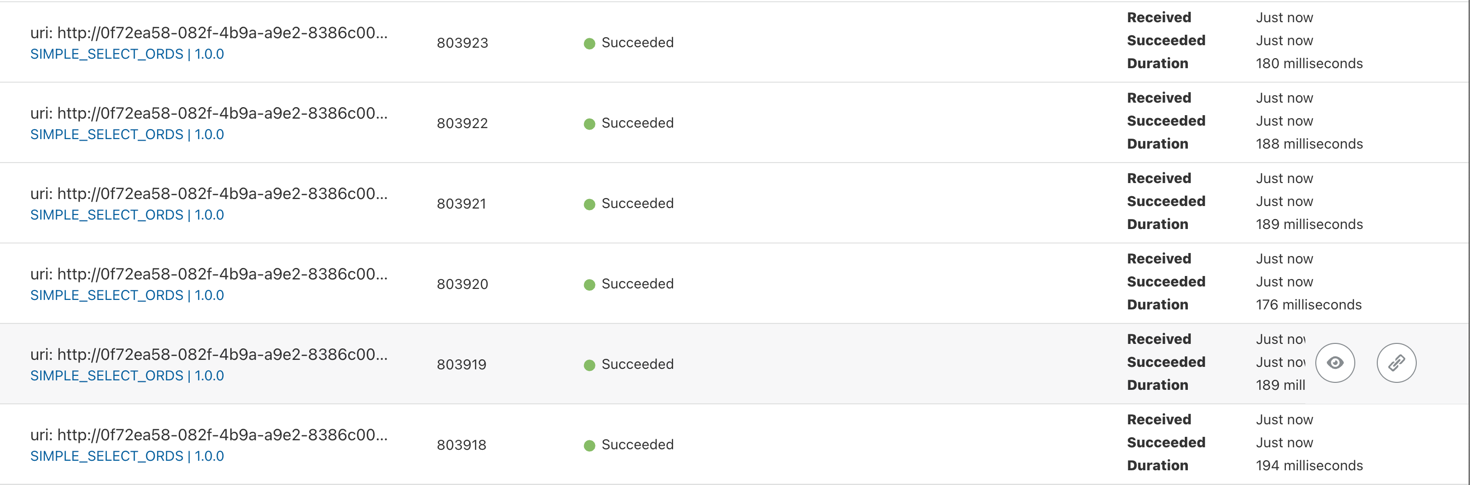 uri: http://0f72ea58-082f-4b9a-a9e2-8386c00...
SIMPLE_SELECT_ORDS | 1.0.0
803923
Succeeded
Received Just now
Succeeded Just now
Duration 180 milliseconds
uri: http://0f72ea58-082f-4b9a-a9e2-8386c00...
SIMPLE_SELECT_ORDS | 1.0.0
803922
Succeeded
Received Just now
Succeeded Just now
Duration 188 milliseconds
uri: http://0f72ea58-082f-4b9a-a9e2-8386c00...
SIMPLE_SELECT_ORDS | 1.0.0
803921
Succeeded
Received Just now
Succeeded Just now
Duration 189 milliseconds
uri: http://0f72ea58-082f-4b9a-a9e2-8386c00...
SIMPLE_SELECT_ORDS | 1.0.0
803920
Succeeded
Received Just now
Succeeded Just now
Duration 176 milliseconds
uri: http://0f72ea58-082f-4b9a-a9e2-8386c00...
SIMPLE_SELECT_ORDS | 1.0.0
803919
Succeeded
Received Just now
Succeeded Just now
Duration 189 mill
uri: http://0f72ea58-082f-4b9a-a9e2-8386c00...
SIMPLE_SELECT_ORDS | 1.0.0
803918
Succeeded
Received Just now
Succeeded Just now
Duration 194 milliseconds